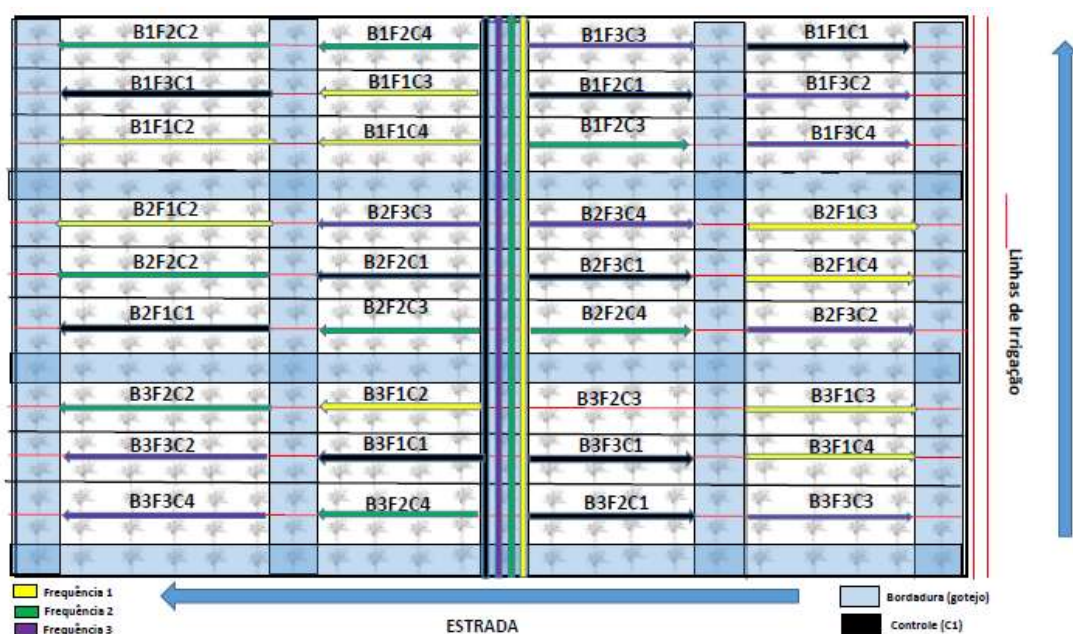 B1F2C2 B1F2C4 B1F3C3 B1F1C1
B1F3C1 B1F1C3 B1F2C1 B1F3C2
B1F1C2 B1F1C4 B1F2C3 B1F3C4
B2F1C2 B2F3C3 B2F3C4 B2F1C3
B2F2C2 B2F2C1 B2F3C1 B2F1C4
B2F1C1 B2F2C3 B2F2C4 B2F3C2
B3F2C2 B3F1C2 B3F2C3 B3F1C3
B3F3C2 B3F1C1 B3F3C1 B3F1C4
B3F3C4 B3F2C4 B3F2C1 B3F3C3
Linhas de Irrigação
Frequência 1
Frequência 2
Frequência 3
ESTRADA
Bordadura (gotejo)
Controle (C1)